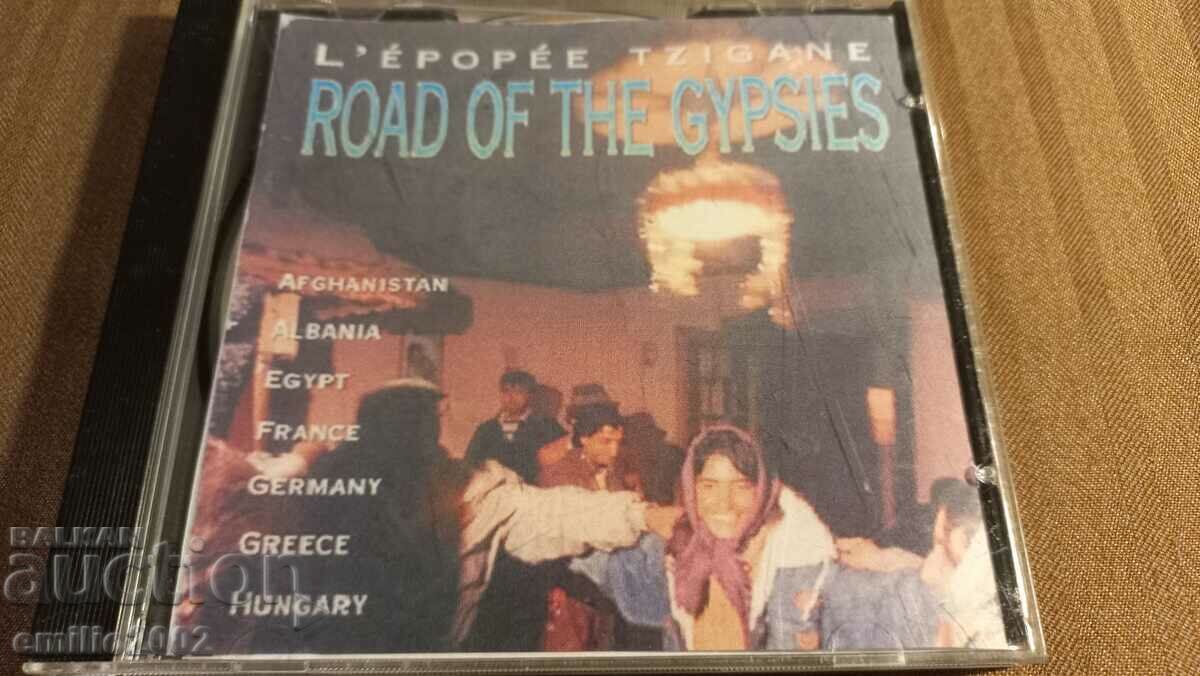 L'ÉPOPÉE TZIGANE
ROAD OF THE GYPSIES
AFGHANISTAN
ALBANIA
EGYPT
FRANCE
GERMANY
GREECE
HUNGARY
BALKAN
auction
emilio2002